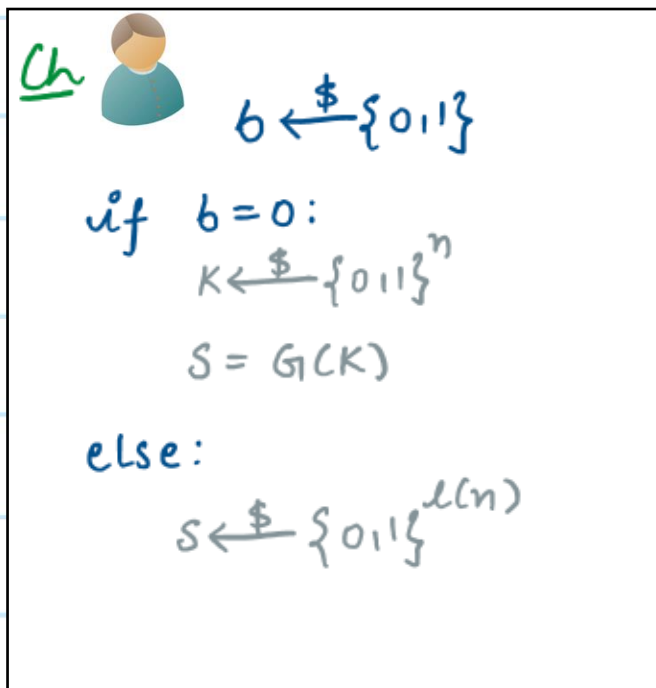 Ch
b ←$ {0,1}
if b=0:
K ←$ {0,1}^n
S = G(K)
else:
S ←$ {0,1}^l(n)